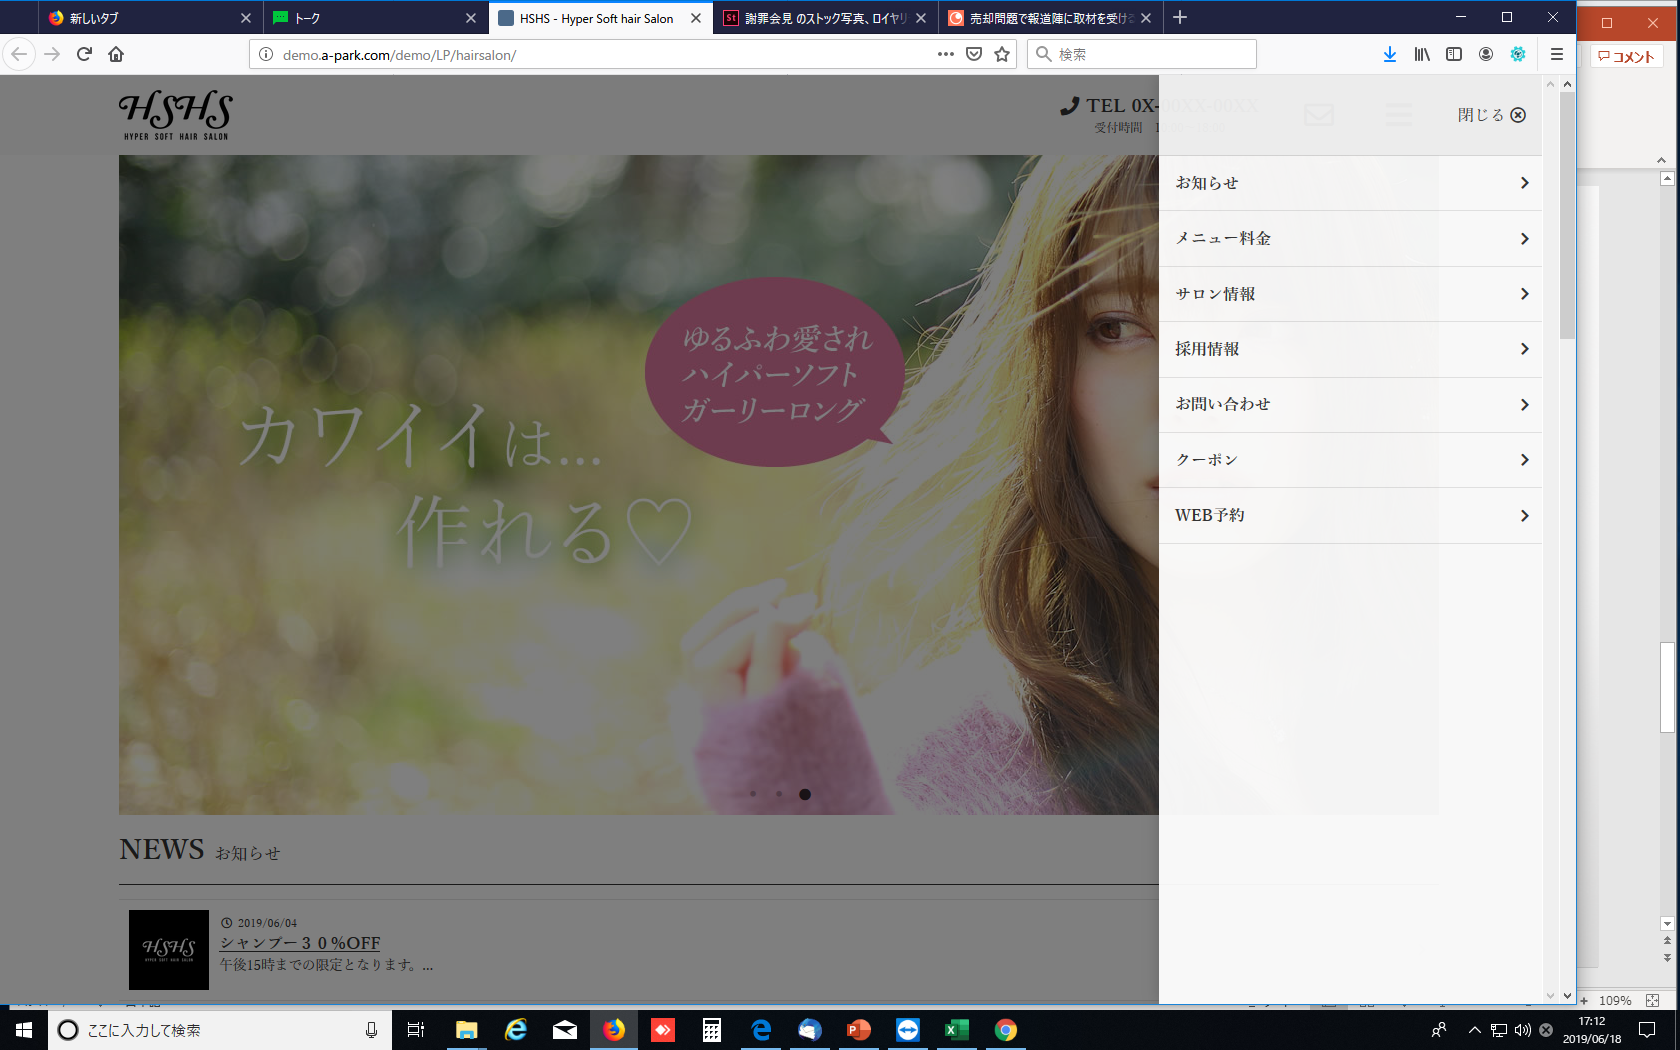 新しいタブ
トーク
HSHS - Hyper Soft hair Salon
St
謝罪会見 のストック写真、ロイヤリ
売却問題で報道陣に取材を受ける
demo.a-park.com/demo/LP/hairsalon/
検索
コメント
HSHS
HYPER SOFT HAIR SALON
TEL 0X-
受付時間
閉じる
お知らせ
メニュー料金
サロン情報
採用情報
お問い合わせ
クーポン
WEB予約
ゆるふわ愛され
ハイパーソフト
ガーリーロング
カワイイは...
作れる♡
NEWS お知らせ
HSHS
HYPER SOFT HAIR SALON
2019/06/04
シャンプー３０%OFF
午後15時までの限定となります。...
109%
ここに入力して検索
17:12
2019/06/18